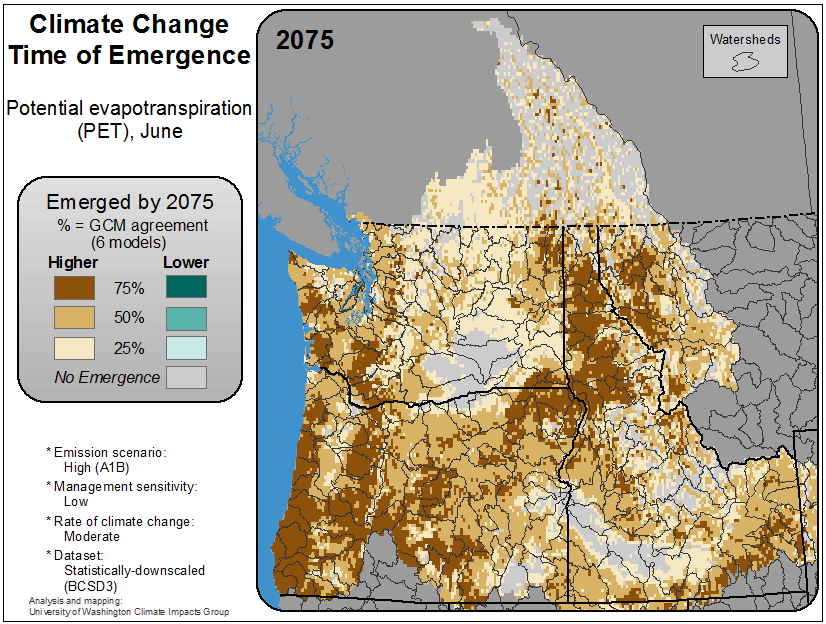 Climate Change
Time of Emergence
Potential evapotranspiration
(PET), June
Emerged by 2075
% = GCM agreement
(6 models)
Higher Lower
75%
50%
25%
No Emergence
* Emission scenario:
High (A1B)
* Management sensitivity:
Low
* Rate of climate change:
Moderate
* Dataset:
Statistically-downscaled
(BCSD3)
Analysis and mapping:
University of Washington Climate Impacts Group
2075
Watersheds